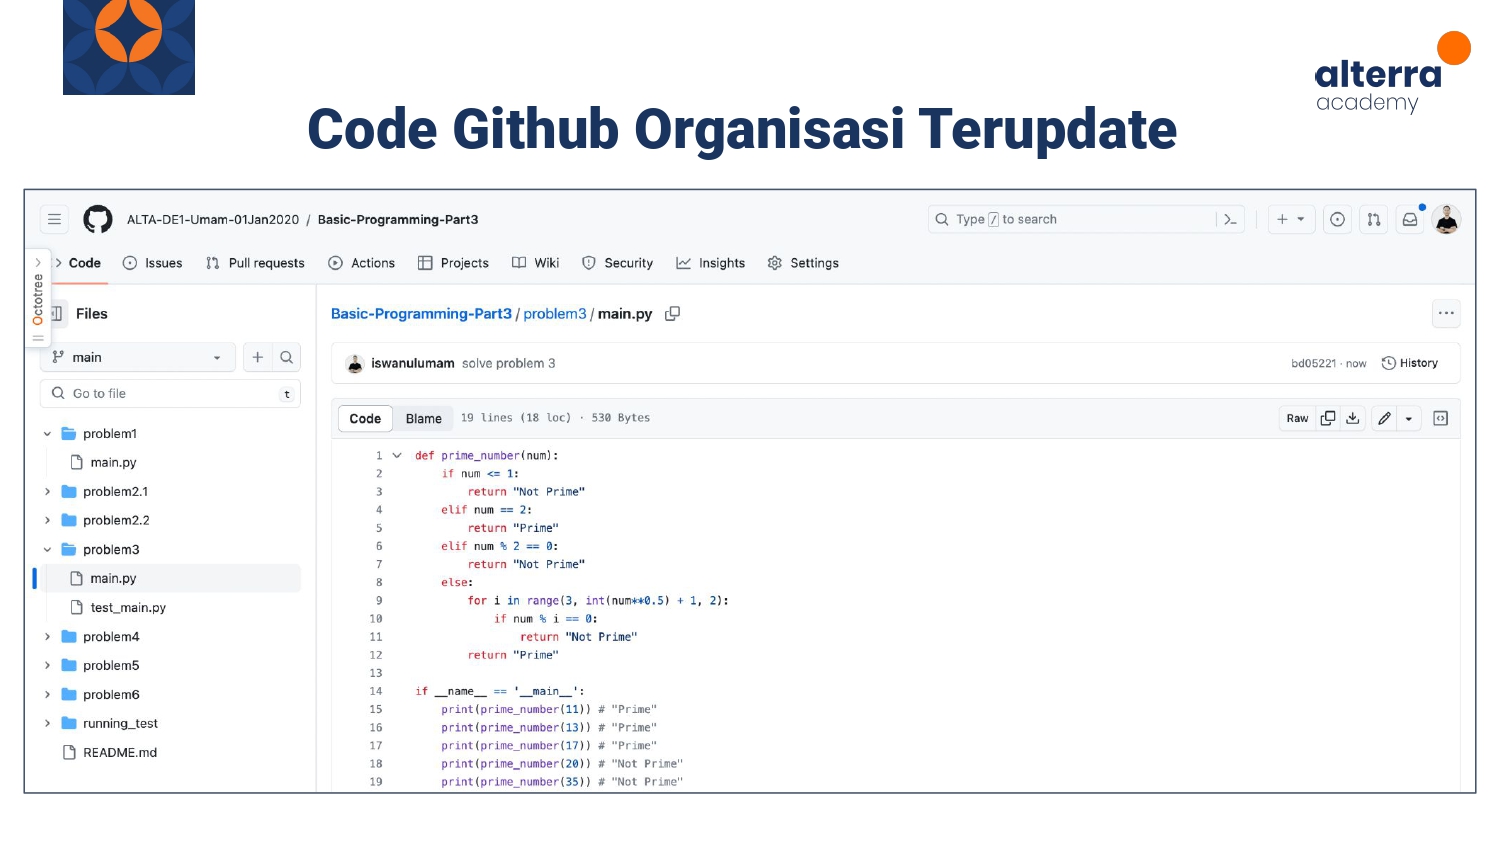 alterra
academy
Code Github Organisasi Terupdate
ALTA-DE1-Umam-01Jan2020 / Basic-Programming-Part3
Type / to search
Code Issues Pull requests Actions Projects Wiki Security Insights Settings
Octotree
Files
main
Go to file t
problem1
main.py
problem2.1
problem2.2
problem3
main.py
test_main.py
problem4
problem5
problem6
running_test
README.md
Basic-Programming-Part3 / problem3 / main.py
iswanulumam solve problem 3 bd05221 · now History
Code Blame 19 lines (18 loc) · 530 Bytes Raw
1 def prime_number(num):
2 if num <= 1:
3 return "Not Prime"
4 elif num == 2:
5 return "Prime"
6 elif num % 2 == 0:
7 return "Not Prime"
8 else:
9 for i in range(3, int(num**0.5) + 1, 2):
10 if num % i == 0:
11 return "Not Prime"
12 return "Prime"
13
14 if __name__ == '__main__':
15 print(prime_number(11)) # "Prime"
16 print(prime_number(13)) # "Prime"
17 print(prime_number(17)) # "Prime"
18 print(prime_number(20)) # "Not Prime"
19 print(prime_number(35)) # "Not Prime"